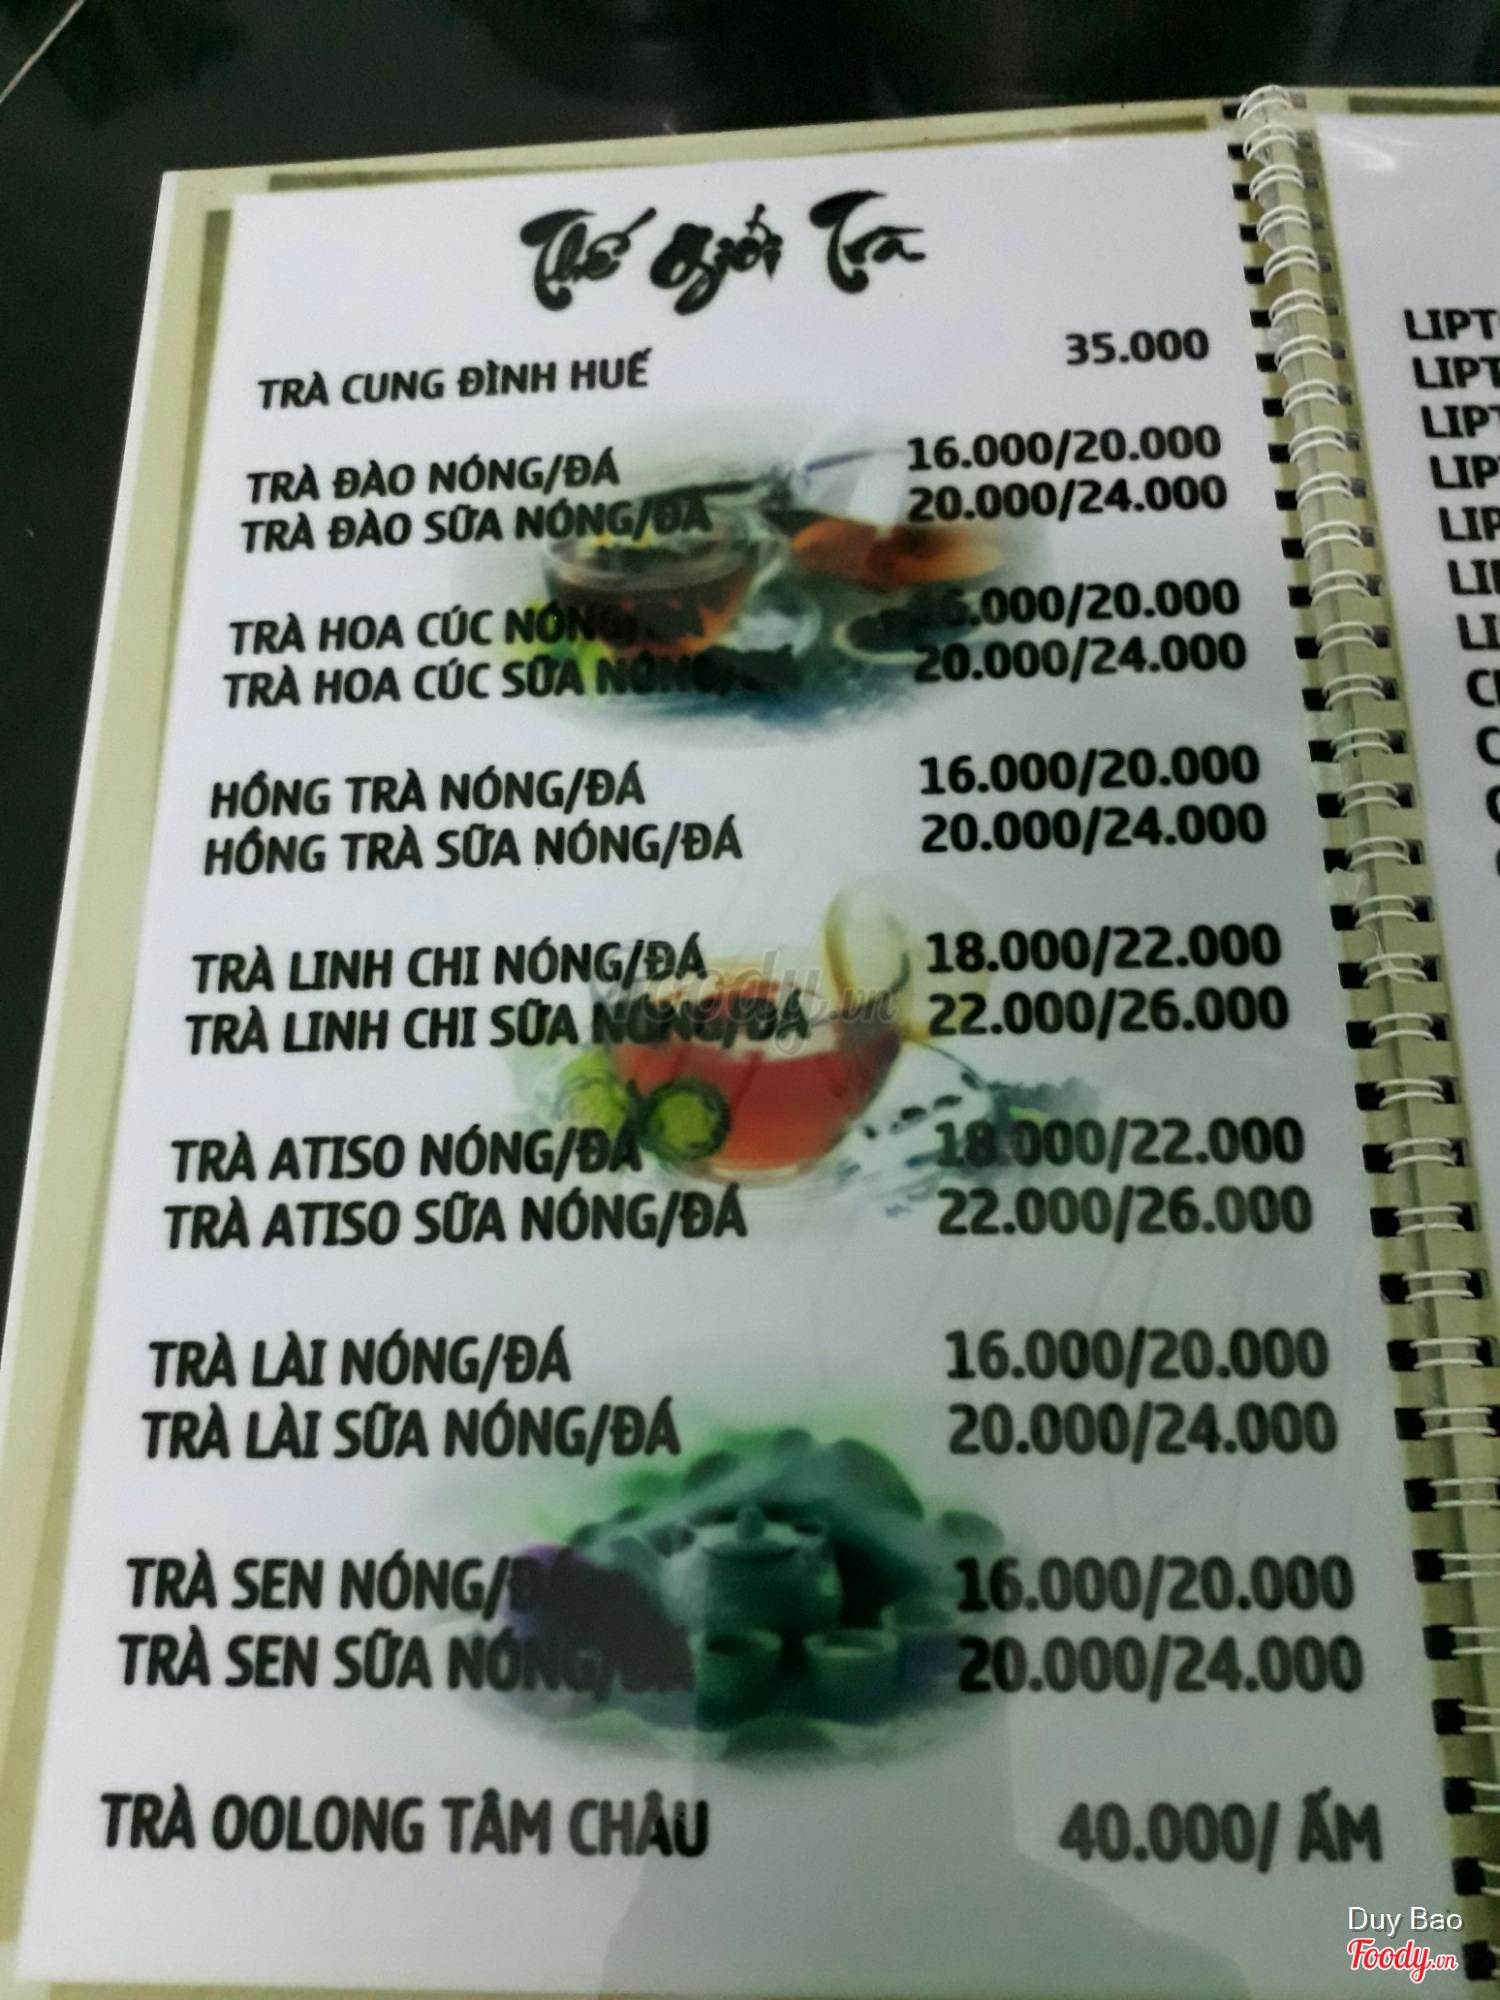 Thế Giới Trà
TRÀ CUNG ĐÌNH HUẾ 35.000
TRÀ ĐÀO NÓNG/ĐÁ 16.000/20.000
TRÀ ĐÀO SỮA NÓNG/ĐÁ 20.000/24.000
TRÀ HOA CÚC NÓNG/ 16.000/20.000
TRÀ HOA CÚC SỮA NÓNG/ 20.000/24.000
HỒNG TRÀ NÓNG/ĐÁ 16.000/20.000
HỒNG TRÀ SỮA NÓNG/ĐÁ 20.000/24.000
TRÀ LINH CHI NÓNG/ĐÁ 18.000/22.000
TRÀ LINH CHI SỮA NÓNG/ĐÁ 22.000/26.000
TRÀ ATISO NÓNG/ĐÁ 18.000/22.000
TRÀ ATISO SỮA NÓNG/ĐÁ 22.000/26.000
TRÀ LÀI NÓNG/ĐÁ 16.000/20.000
TRÀ LÀI SỮA NÓNG/ĐÁ 20.000/24.000
TRÀ SEN NÓNG/ĐÁ 16.000/20.000
TRÀ SEN SỮA NÓNG/ĐÁ 20.000/24.000
TRÀ OOLONG TÂM CHÂU 40.000/ ẤM
Foody.vn
LIPT
LIPT
LIPT
LIP
LIP
Duy Bao
Foody.vn